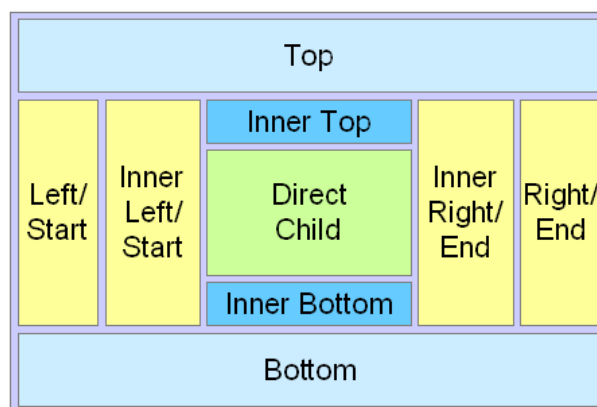 Top
Left/
Start
Inner
Left/
Start
Inner Top
Direct
Child
Inner Bottom
Inner
Right/
End
Right/
End
Bottom